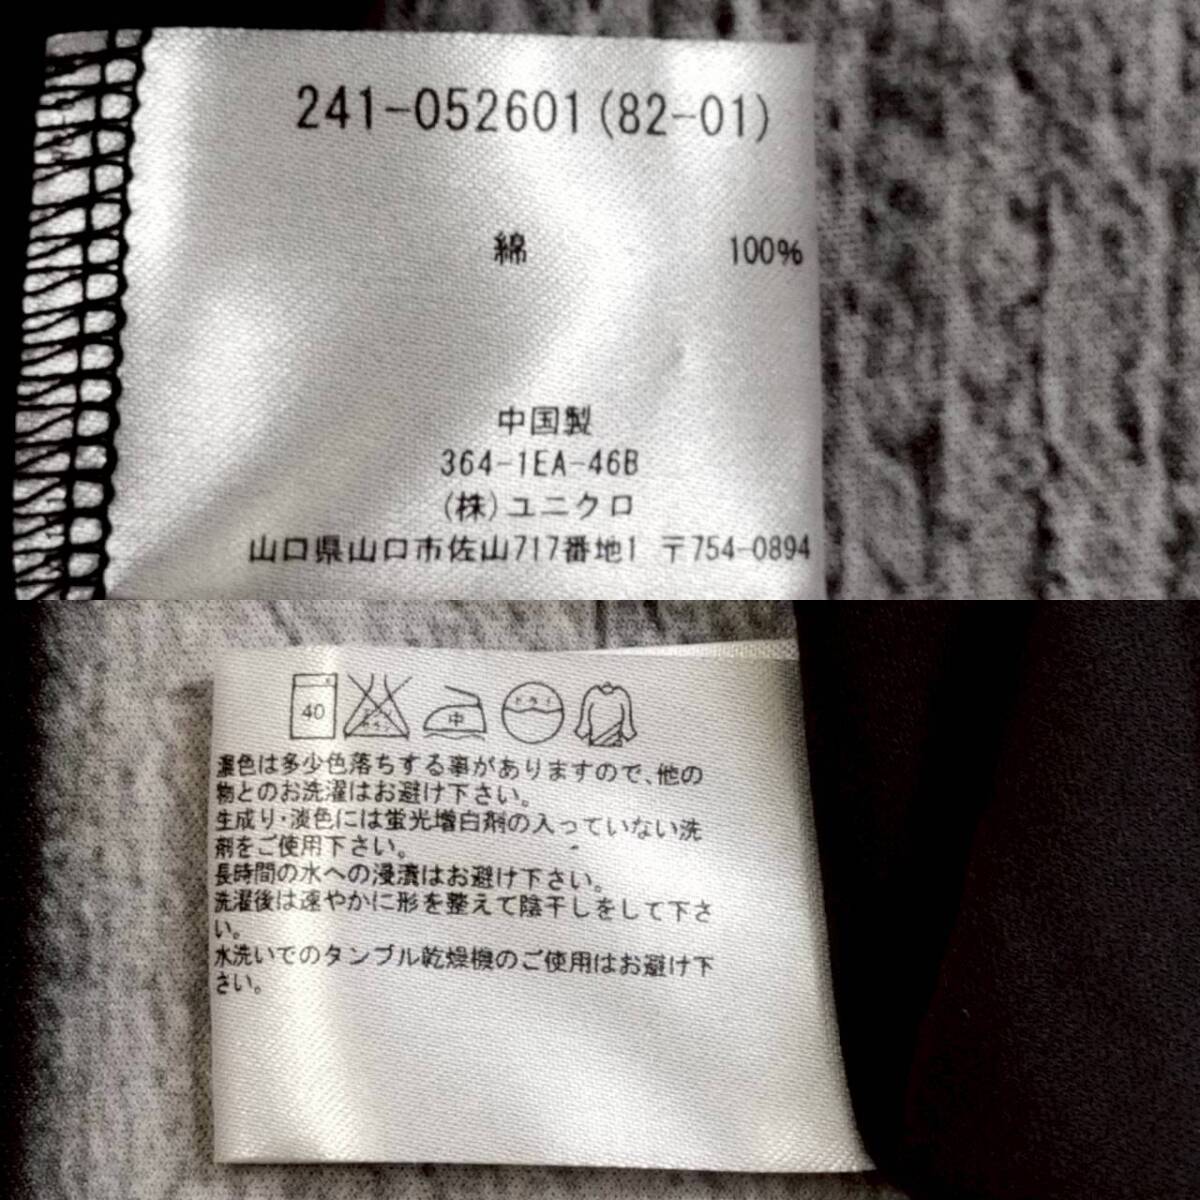 241-052601(82-01)
綿 100%
中国製
364-1EA-46B
(株)ユニクロ
山口県山口市佐山717番地1 〒754-0894
40 中 ドライ
濃色は多少色落ちする事がありますので、他の
物とのお洗濯はお避け下さい。
生成り・淡色には蛍光増白剤の入っていない洗
剤をご使用下さい。
長時間の水への浸漬はお避け下さい。
洗濯後は速やかに形を整えて陰干しをして下さ
い。
水洗いでのタンブル乾燥機のご使用はお避け下
さい。